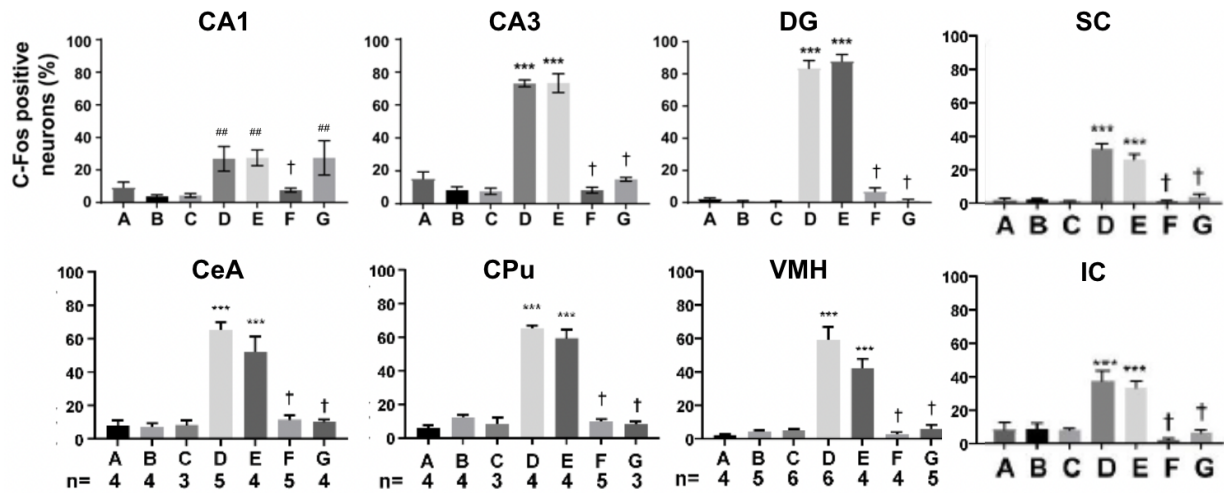 CA1
CA3
DG
SC
C-Fos positive
neurons (%)
100
80
60
40
20
0
## ## † ##
A B C D E F G
100
80
60
40
20
0
*** *** † †
A B C D E F G
100
80
60
40
20
0
*** *** † †
A B C D E F G
100
80
60
40
20
0
*** *** † †
A B C D E F G
CeA
CPu
VMH
IC
100
80
60
40
20
0
*** *** † †
A B C D E F G
n= 4 4 3 5 4 5 4
100
80
60
40
20
0
*** *** † †
A B C D E F G
4 4 3 4 4 5 3
100
80
60
40
20
0
*** *** † †
A B C D E F G
n= 4 5 6 6 4 4 5
100
80
60
40
20
0
*** *** † †
A B C D E F G